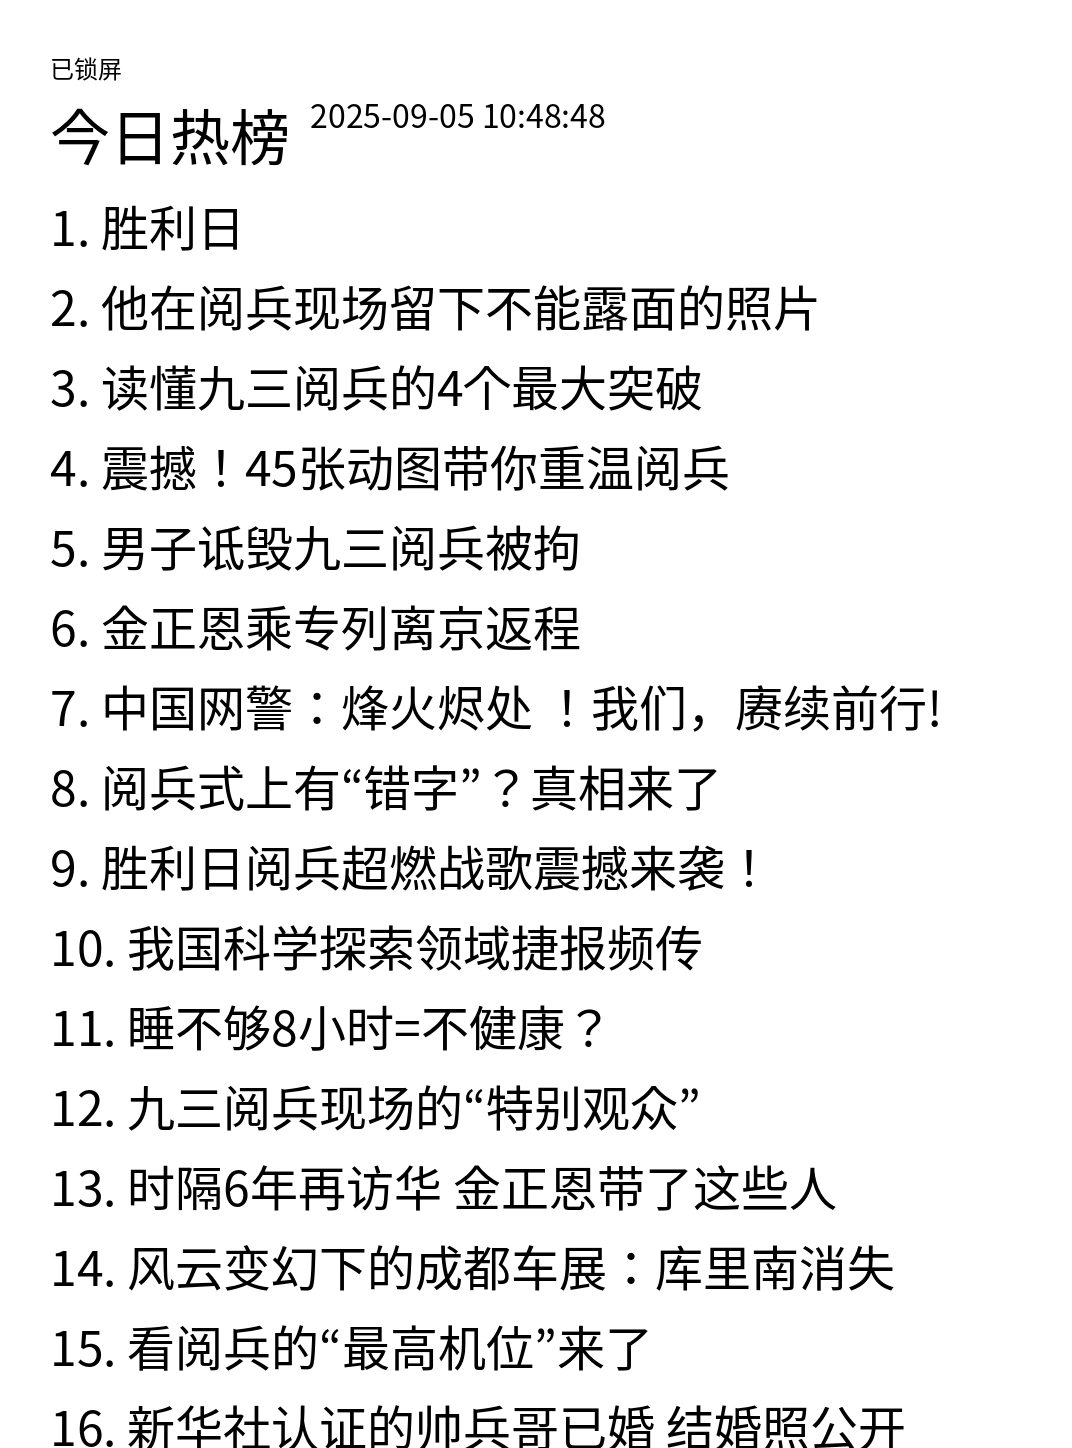 已锁屏
今日热榜 2025-09-05 10:48:48
1. 胜利日
2. 他在阅兵现场留下不能露面的照片
3. 读懂九三阅兵的4个最大突破
4. 震撼！45张动图带你重温阅兵
5. 男子诋毁九三阅兵被拘
6. 金正恩乘专列离京返程
7. 中国网警：烽火烬处 ！我们，赓续前行!
8. 阅兵式上有“错字”？真相来了
9. 胜利日阅兵超燃战歌震撼来袭！
10. 我国科学探索领域捷报频传
11. 睡不够8小时=不健康？
12. 九三阅兵现场的“特别观众”
13. 时隔6年再访华 金正恩带了这些人
14. 风云变幻下的成都车展：库里南消失
15. 看阅兵的“最高机位”来了
16. 新华社认证的帅兵哥已婚 结婚照公开